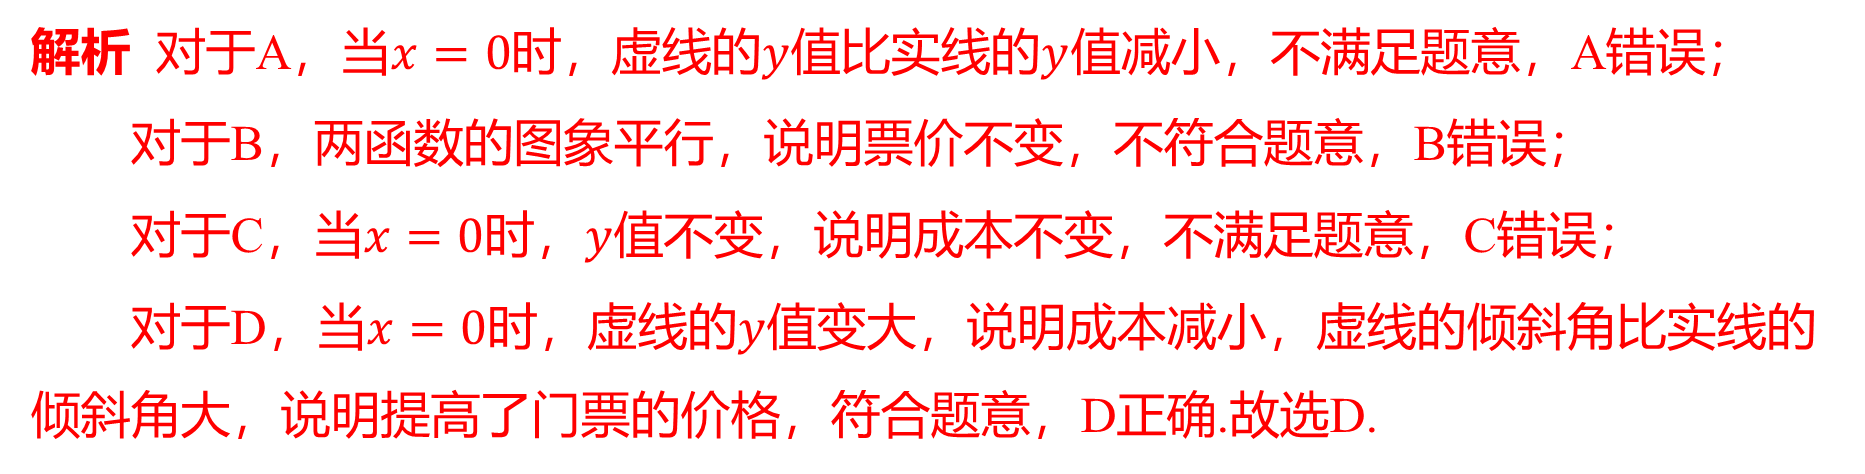 解析 对于A，当x = 0时，虚线的y值比实线的y值减小，不满足题意，A错误；
对于B，两函数的图象平行，说明票价不变，不符合题意，B错误；
对于C，当x = 0时，y值不变，说明成本不变，不满足题意，C错误；
对于D，当x = 0时，虚线的y值变大，说明成本减小，虚线的倾斜角比实线的
倾斜角大，说明提高了门票的价格，符合题意，D正确.故选D.